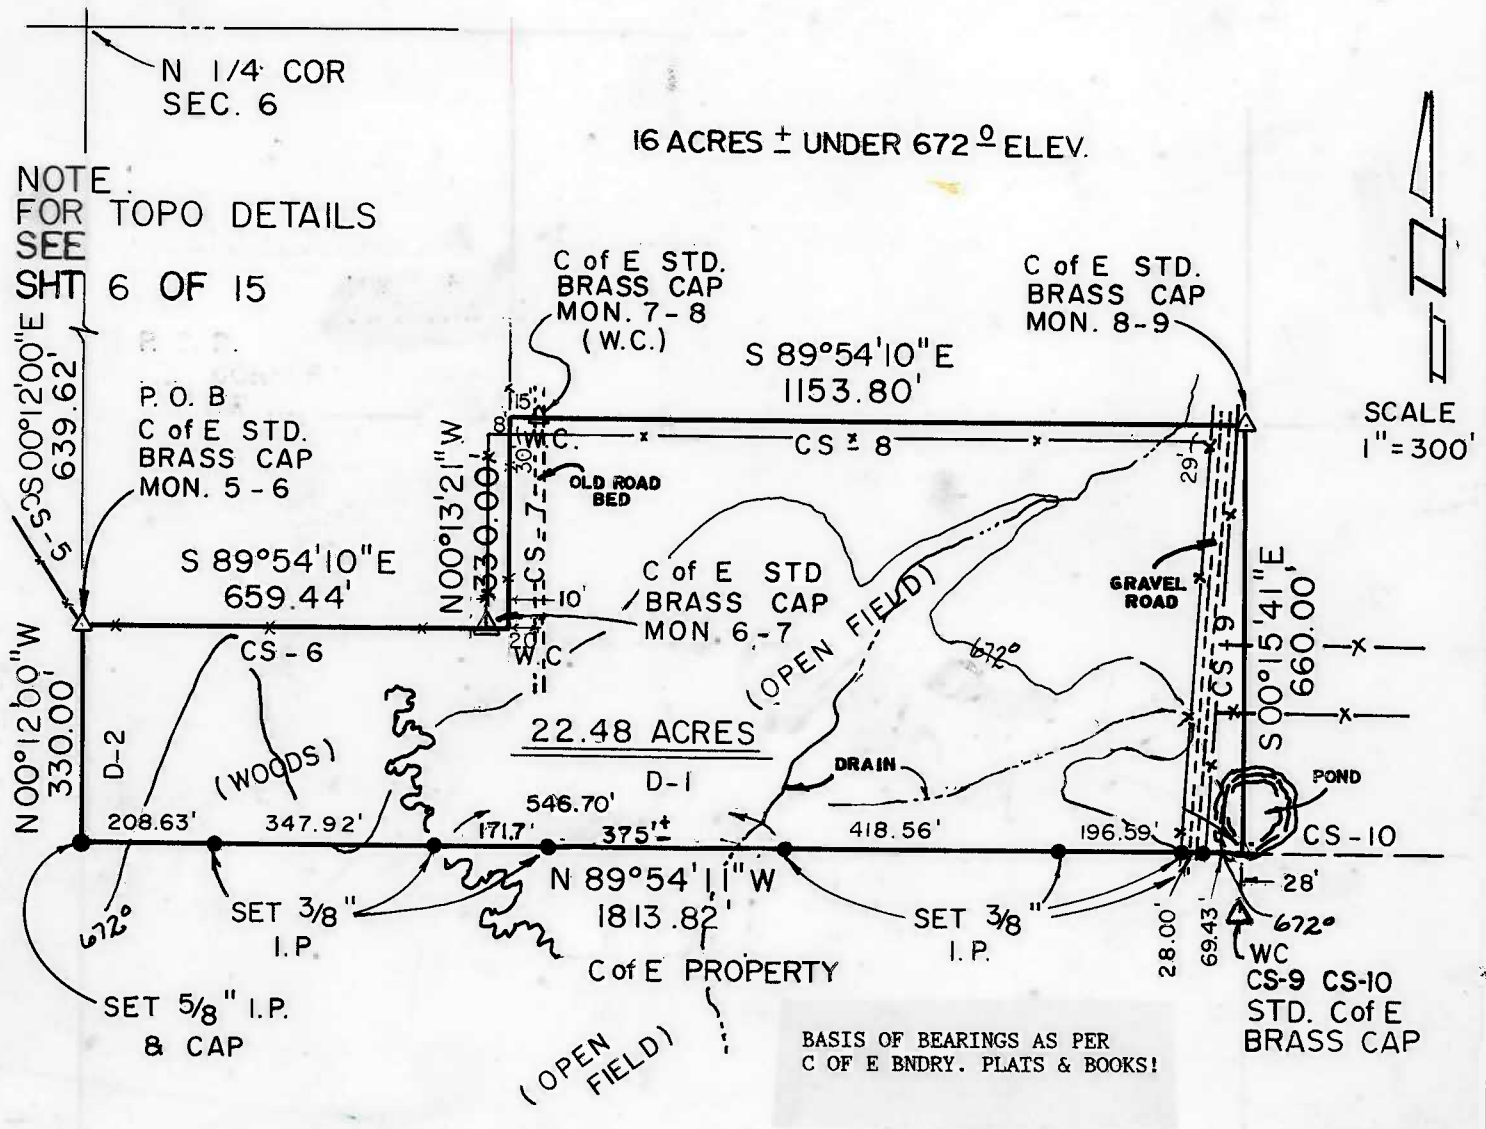 N 1/4 COR
SEC. 6
16 ACRES ± UNDER 672⁰ ELEV.
NOTE:
FOR TOPO DETAILS
SEE
SHT 6 OF 15
N
SCALE
1"=300'
S00°12'00"E
639.62'
CS-5
P.O.B
C of E STD.
BRASS CAP
MON. 5-6
C of E STD.
BRASS CAP
MON. 7-8
(W.C.)
C of E STD.
BRASS CAP
MON. 8-9
S 89°54'10"E
1153.80'
15'
8'
(W.C.
30'
CS-8
29'
OLD ROAD
BED
N00°13'21"W
330.00'
CS-7
S 89°54'10"E
659.44'
10'
20'
W.C.
C of E STD
BRASS CAP
MON. 6-7
CS-6
(OPEN FIELD)
672⁰
GRAVEL
ROAD
CS-9
S 00°15'41"E
660.00'
N00°12'00"W
330.00'
D-2
(WOODS)
22.48 ACRES
D-1
DRAIN
POND
208.63'
347.92'
171.7'
546.70'
375'±
418.56'
196.59'
CS-10
N 89°54'11"W
1813.82'
28'
28.00'
69.43'
672⁰
672⁰
SET 3/8"
I.P.
SET 3/8"
I.P.
WC
CS-9 CS-10
STD. C of E
BRASS CAP
C of E PROPERTY
SET 5/8" I.P.
& CAP
(OPEN
FIELD)
BASIS OF BEARINGS AS PER
C OF E BNDRY. PLATS & BOOKS!